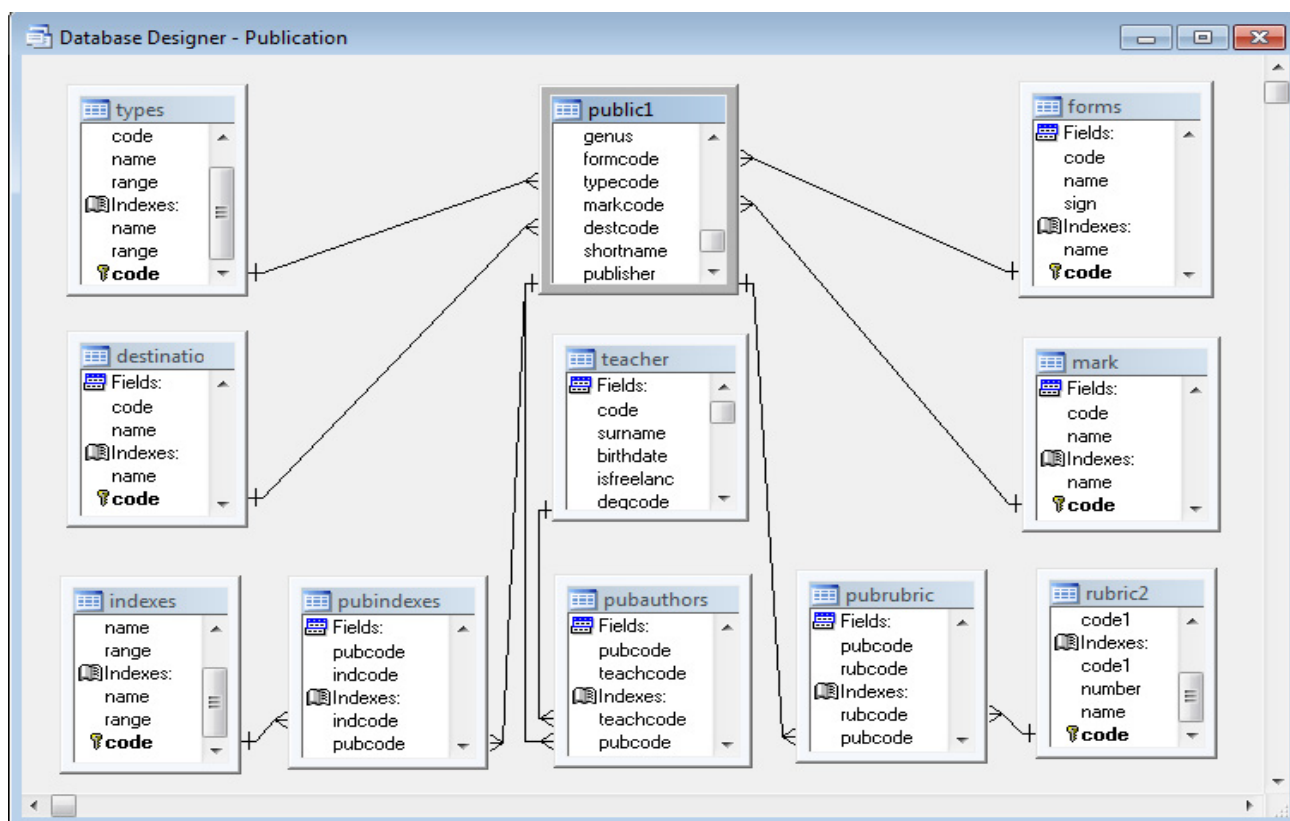 Database Designer - Publication
types
code
name
range
Indexes:
name
range
code
public1
genus
formcode
typecode
markcode
destcode
shortname
publisher
forms
Fields:
code
name
sign
Indexes:
name
code
destinatio
Fields:
code
name
Indexes:
name
code
teacher
Fields:
code
surname
birthdate
isfreelanc
degcode
mark
Fields:
code
name
Indexes:
name
code
indexes
name
range
Indexes:
name
range
code
pubindexes
Fields:
pubcode
indcode
Indexes:
indcode
pubcode
pubauthors
Fields:
pubcode
teachcode
Indexes:
teachcode
pubcode
pubrubric
Fields:
pubcode
rubcode
Indexes:
rubcode
pubcode
rubric2
code1
Indexes:
code1
number
name
code